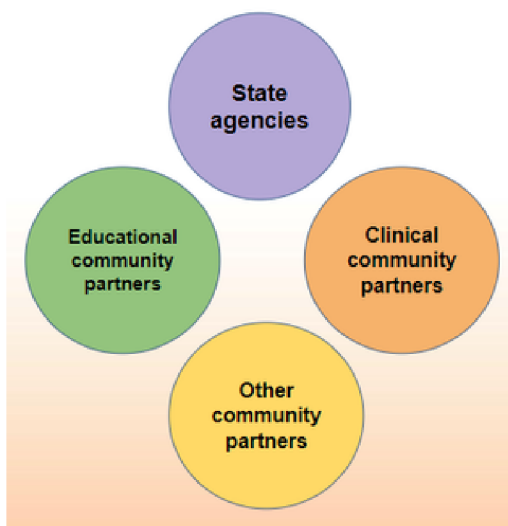 State
agencies
Educational
community
partners
Clinical
community
partners
Other
community
partners